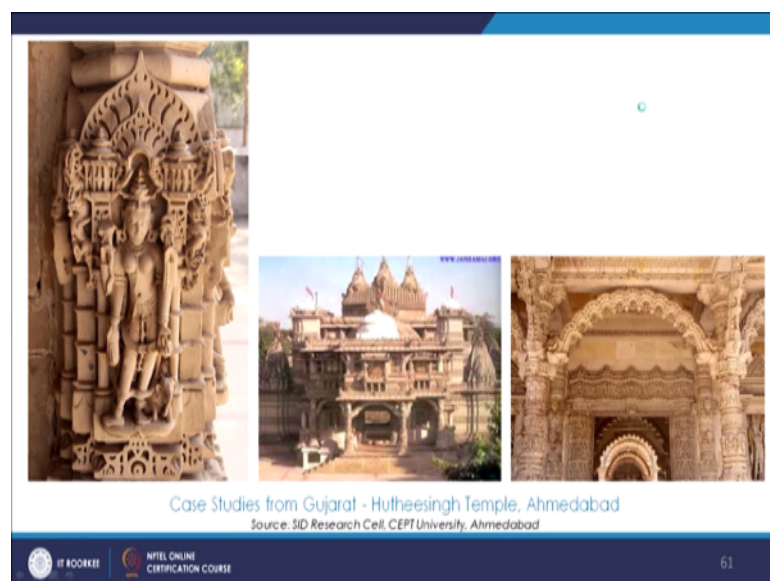 WWW.JAINSAMAJ.ORG
Case Studies from Gujarat - Hutheesingh Temple, Ahmedabad
Source: SID Research Cell, CEPT University, Ahmedabad
IIT ROORKEE
NPTEL ONLINE
CERTIFICATION COURSE
61